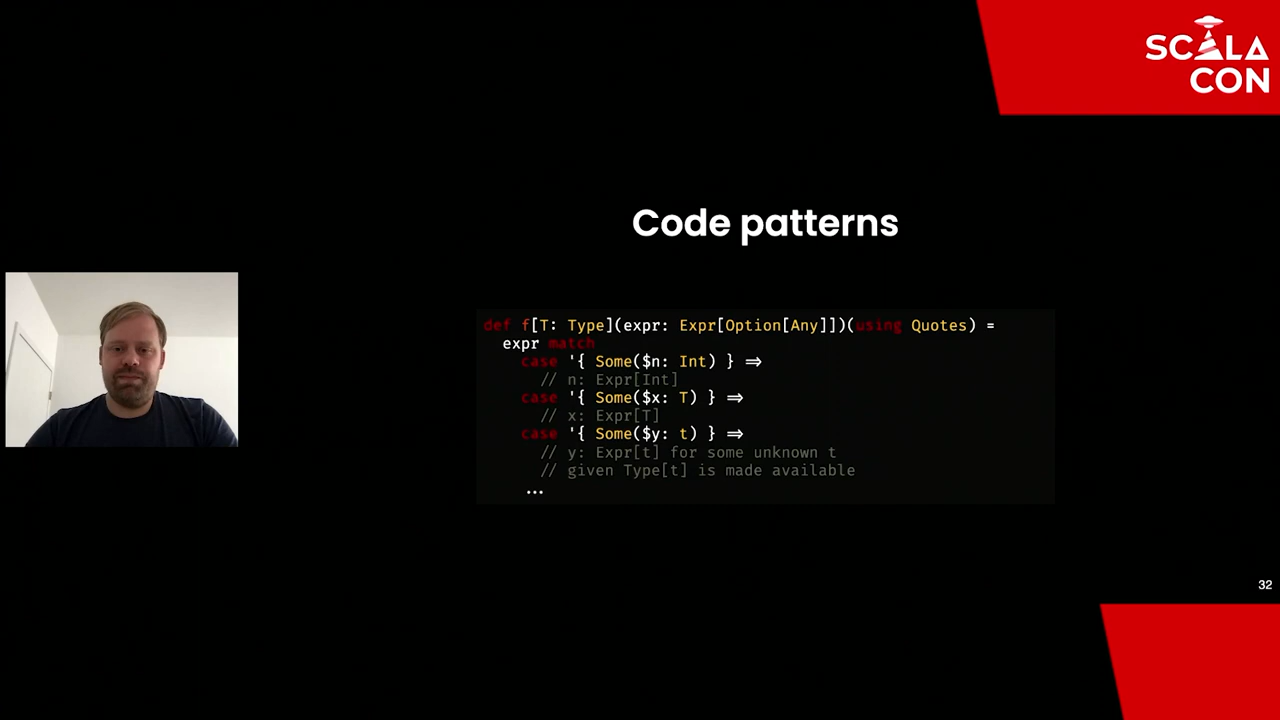 SCALA
CON
Code patterns
def f[T: Type](expr: Expr[Option[Any]])(using Quotes) =
expr match
case '{ Some($n: Int) } ⇒
// n: Expr[Int]
case '{ Some($x: T) } ⇒
// x: Expr[T]
case '{ Some($y: t) } ⇒
// y: Expr[t] for some unknown t
// given Type[t] is made available
...
32